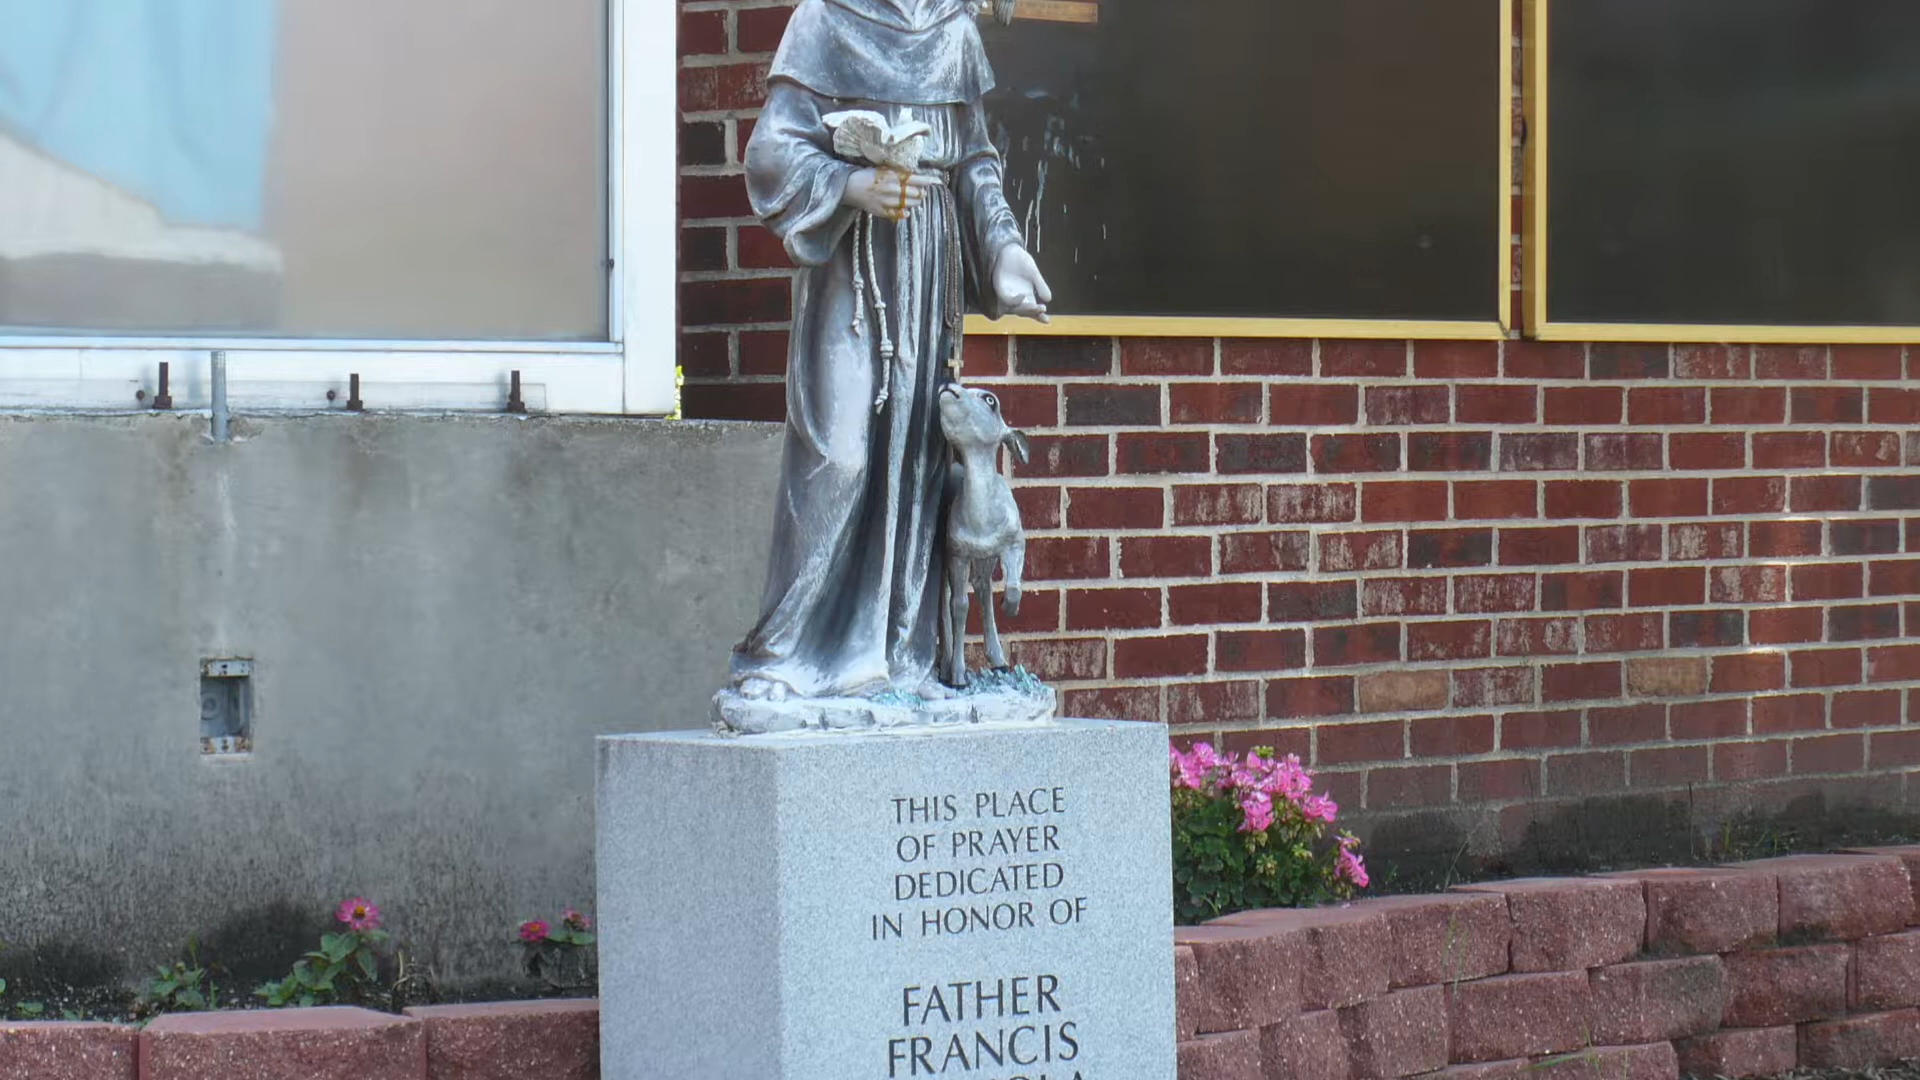 THIS PLACE
OF PRAYER
DEDICATED
IN HONOR OF
FATHER
FRANCIS